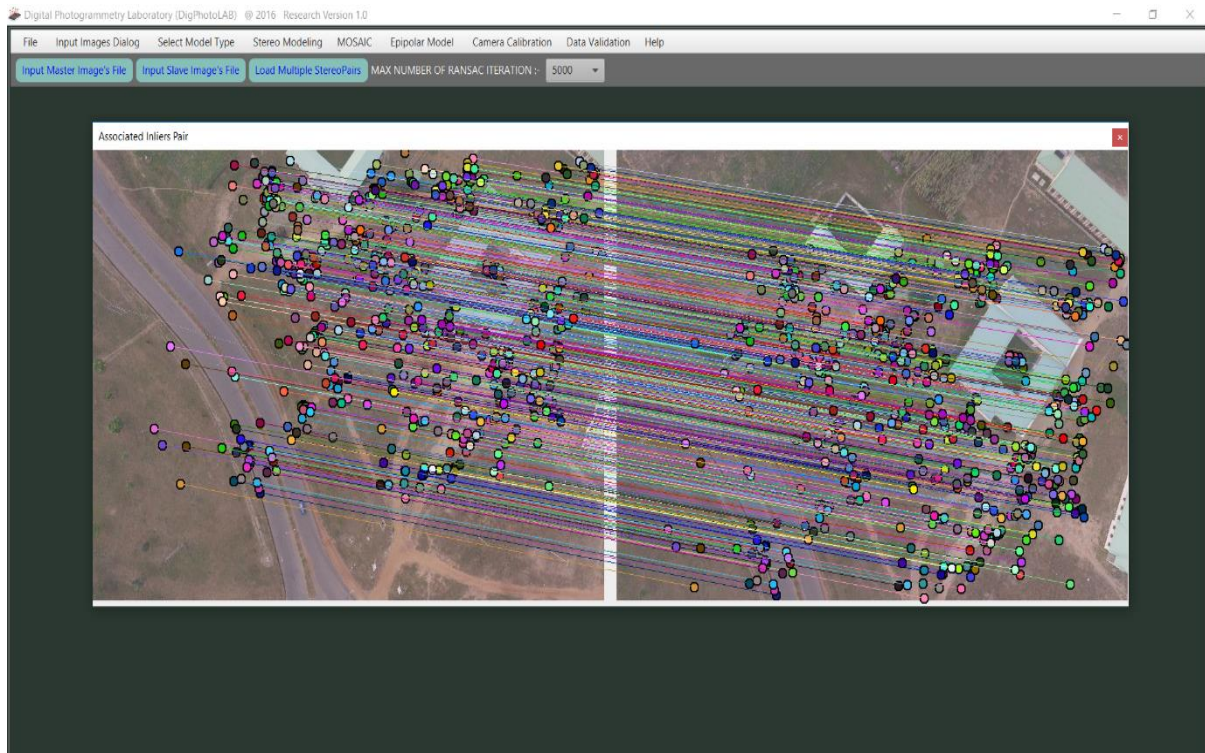 Digital Photogrammetry Laboratory (DigPhotoLAB) @ 2016 Research Version 1.0
File Input Images Dialog Select Model Type Stereo Modeling MOSAIC Epipolar Model Camera Calibration Data Validation Help
Input Master Image's File Input Slave Image's File Load Multiple StereoPairs MAX NUMBER OF RANSAC ITERATION :- 5000
Associated Inliers Pair